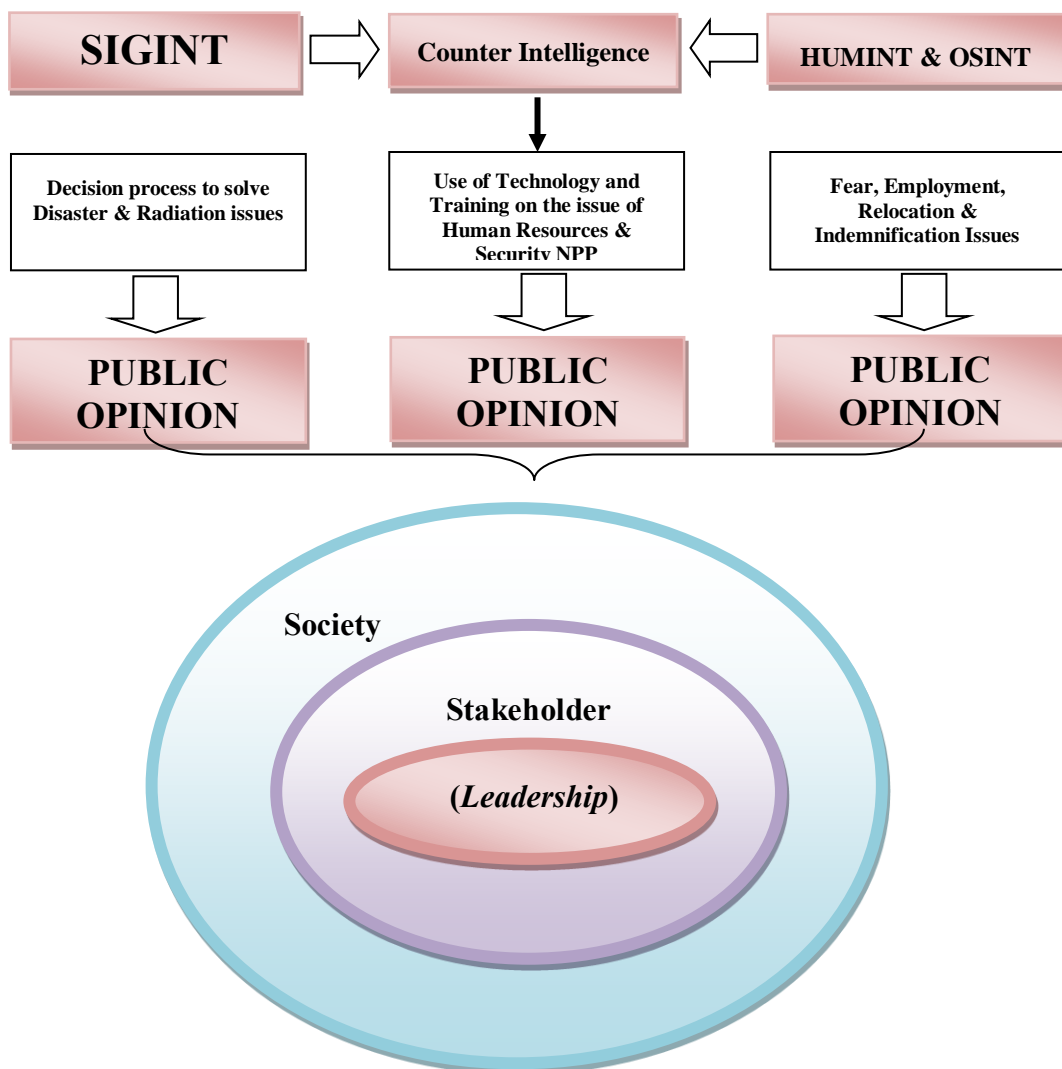 SIGINT
Counter Intelligence
HUMINT & OSINT
Decision process to solve
Disaster & Radiation issues
Use of Technology and
Training on the issue of
Human Resources &
Security NPP
Fear, Employment,
Relocation &
Indemnification Issues
PUBLIC
OPINION
PUBLIC
OPINION
PUBLIC
OPINION
Society
Stakeholder
(Leadership)